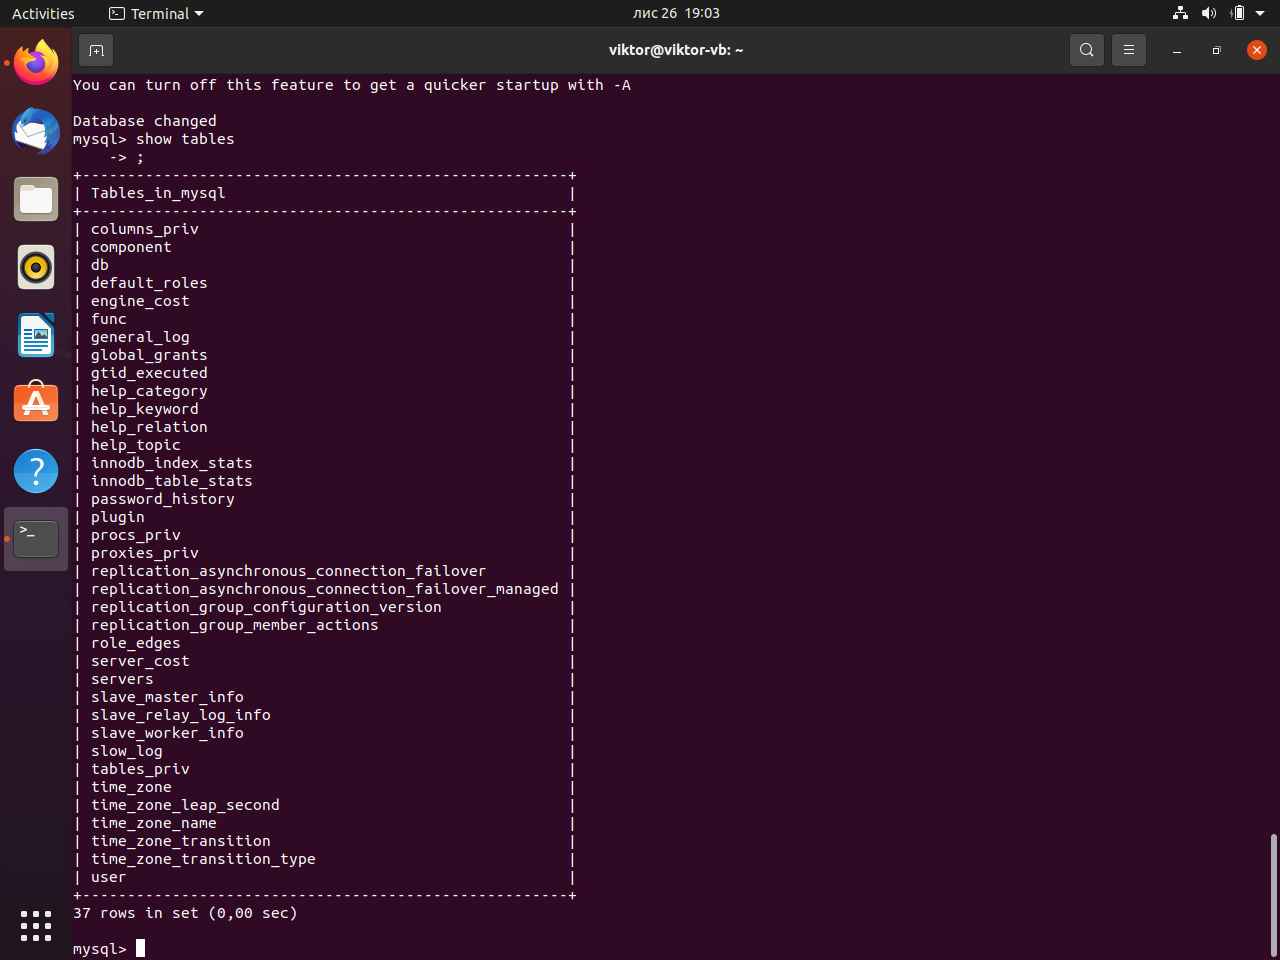 Activities Terminal лис 26 19:03
viktor@viktor-vb: ~
You can turn off this feature to get a quicker startup with -A
Database changed
mysql> show tables
    -> ;
+------------------------------------------------------+
| Tables_in_mysql                                      |
+------------------------------------------------------+
| columns_priv                                         |
| component                                            |
| db                                                   |
| default_roles                                        |
| engine_cost                                          |
| func                                                 |
| general_log                                          |
| global_grants                                        |
| gtid_executed                                        |
| help_category                                        |
| help_keyword                                         |
| help_relation                                        |
| help_topic                                           |
| innodb_index_stats                                   |
| innodb_table_stats                                   |
| password_history                                     |
| plugin                                               |
| procs_priv                                           |
| proxies_priv                                         |
| replication_asynchronous_connection_failover         |
| replication_asynchronous_connection_failover_managed |
| replication_group_configuration_version              |
| replication_group_member_actions                     |
| role_edges                                           |
| server_cost                                          |
| servers                                              |
| slave_master_info                                    |
| slave_relay_log_info                                 |
| slave_worker_info                                    |
| slow_log                                             |
| tables_priv                                          |
| time_zone                                            |
| time_zone_leap_second                                |
| time_zone_name                                       |
| time_zone_transition                                 |
| time_zone_transition_type                            |
| user                                                 |
+------------------------------------------------------+
37 rows in set (0,00 sec)
mysql>